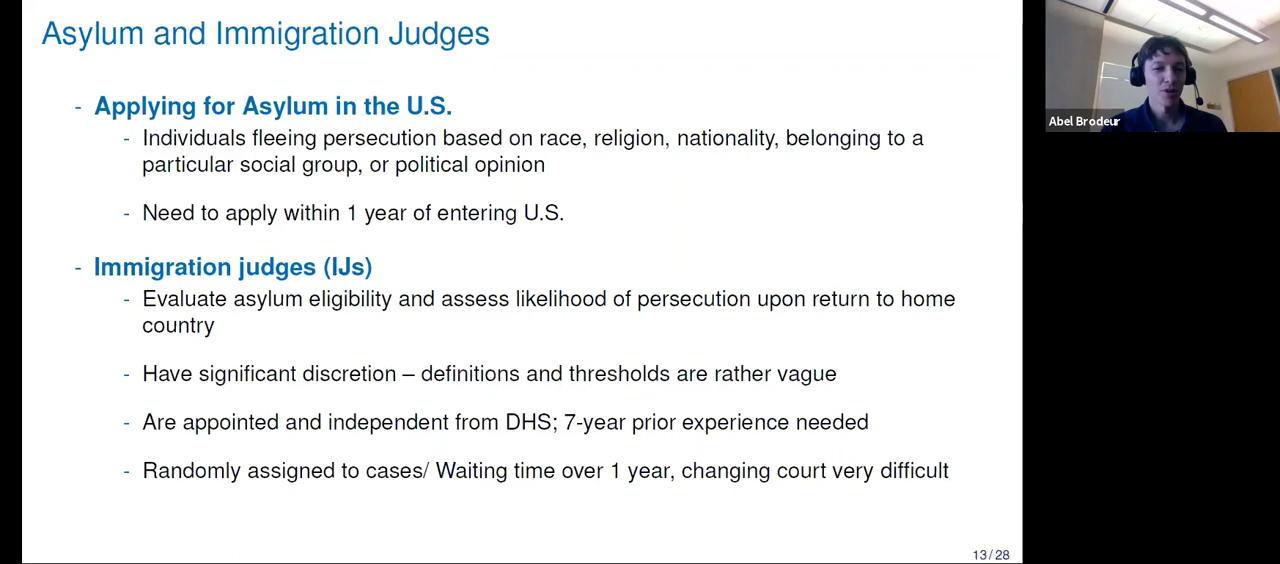 Asylum and Immigration Judges
- Applying for Asylum in the U.S.
- Individuals fleeing persecution based on race, religion, nationality, belonging to a
particular social group, or political opinion
- Need to apply within 1 year of entering U.S.
- Immigration judges (IJs)
- Evaluate asylum eligibility and assess likelihood of persecution upon return to home
country
- Have significant discretion – definitions and thresholds are rather vague
- Are appointed and independent from DHS; 7-year prior experience needed
- Randomly assigned to cases/ Waiting time over 1 year, changing court very difficult
13 / 28
Abel Brodeur